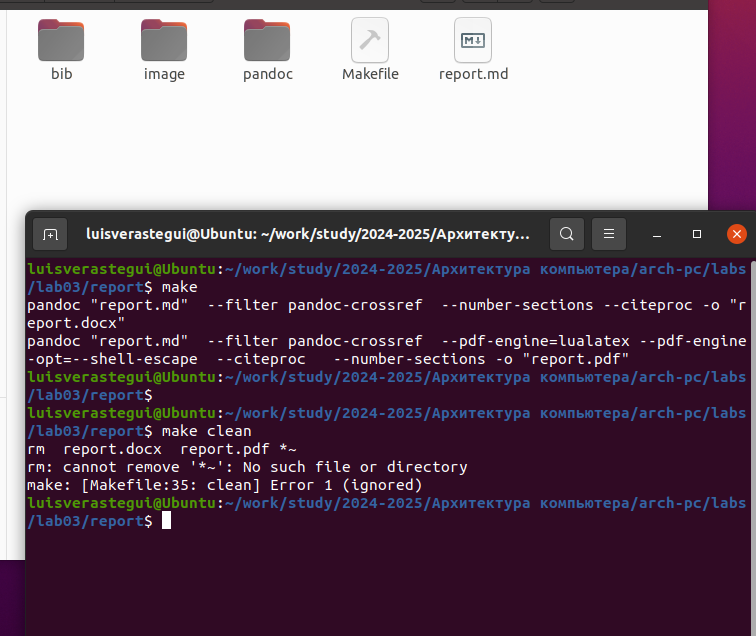 bib
image
pandoc
Makefile
M↓
report.md
luisverastegui@Ubuntu: ~/work/study/2024-2025/Архитекту...
luisverastegui@Ubuntu:~/work/study/2024-2025/Архитектура компьютера/arch-pc/labs
/lab03/report$ make
pandoc "report.md"  --filter pandoc-crossref  --number-sections --citeproc -o "r
eport.docx"
pandoc "report.md"  --filter pandoc-crossref  --pdf-engine=lualatex --pdf-engine
-opt=--shell-escape  --citeproc   --number-sections -o "report.pdf"
luisverastegui@Ubuntu:~/work/study/2024-2025/Архитектура компьютера/arch-pc/labs
/lab03/report$
luisverastegui@Ubuntu:~/work/study/2024-2025/Архитектура компьютера/arch-pc/labs
/lab03/report$ make clean
rm  report.docx  report.pdf *~
rm: cannot remove '*~': No such file or directory
make: [Makefile:35: clean] Error 1 (ignored)
luisverastegui@Ubuntu:~/work/study/2024-2025/Архитектура компьютера/arch-pc/labs
/lab03/report$